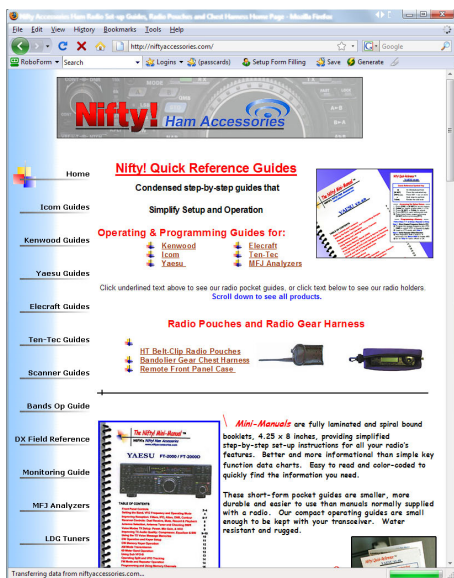 Nifty Accessories Ham Radio Set-up Guides, Radio Pouches and Chest Harness Home Page - Mozilla Firefox
File Edit View History Bookmarks Tools Help
http://niftyaccessories.com/
Google
RoboForm Search Logins (passcards) Setup Form Filling Save Generate
Nifty! Ham Accessories
Home
Icom Guides
Kenwood Guides
Yaesu Guides
Elecraft Guides
Ten-Tec Guides
Scanner Guides
Bands Op Guide
DX Field Reference
Monitoring Guide
MFJ Analyzers
LDG Tuners
Nifty! Quick Reference Guides
Condensed step-by-step guides that
Simplify Setup and Operation
Operating & Programming Guides for:
Kenwood Elecraft
Icom Ten-Tec
Yaesu MFJ Analyzers
Click underlined text above to see our radio pocket guides, or click text below to see our radio holders.
Scroll down to see all products.
Radio Pouches and Radio Gear Harness
HT Belt-Clip Radio Pouches
Bandolier Gear Chest Harness
Remote Front Panel Case
The Nifty! Mini-Manual
YAESU FT-2000 / FT-2000D
TABLE OF CONTENTS
Mini-Manuals are fully laminated and spiral bound
booklets, 4.25 x 8 inches, providing simplified
step-by-step set-up instructions for all your radio's
features. Better and more informational than simple key
function data charts. Easy to read and color-coded to
quickly find the information you need.
These short-form pocket guides are smaller, more
durable and easier to use than manuals normally supplied
with a radio. Our compact operating guides are small
enough to be kept with your transceiver. Water
resistant and rugged.
Transferring data from niftyaccessories.com...